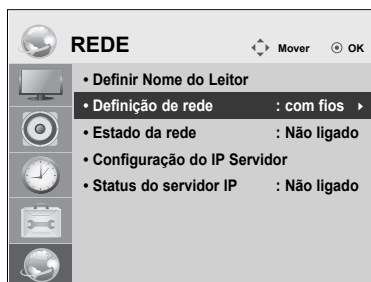 REDE
Mover OK
• Definir Nome do Leitor
• Definição de rede : com fios
• Estado da rede : Não ligado
• Configuração do IP Servidor
• Status do servidor IP : Não ligado